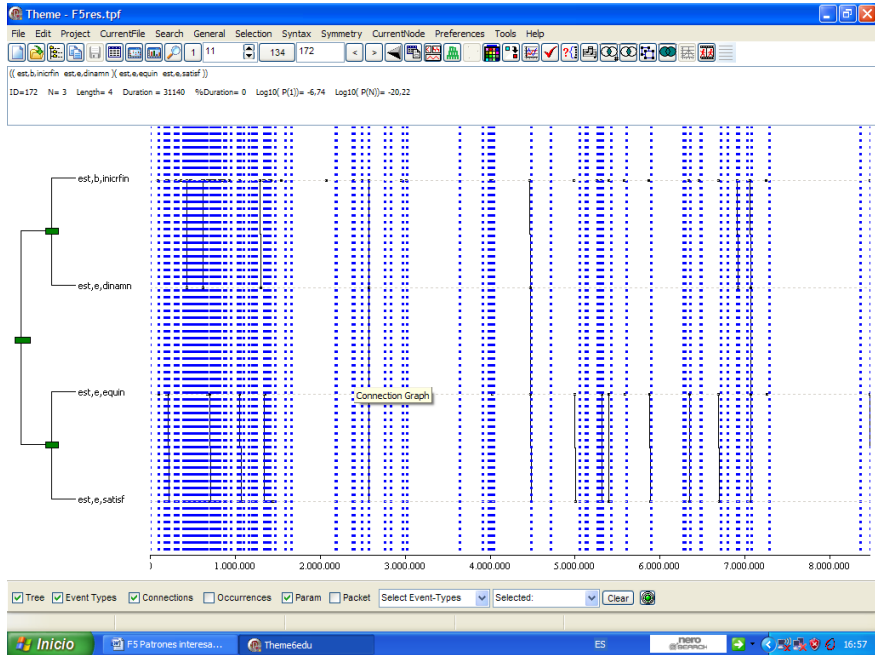 Theme - F5res.tpf
File Edit Project CurrentFile Search General Selection Syntax Symmetry CurrentNode Preferences Tools Help
1 11 134 172 < >
(( est,b,inicrfin est,e,dinamn )( est,e,equin est,e,satisf ))
ID=172 N= 3 Length= 4 Duration = 31140 %Duration= 0 Log10( P(1))= -6,74 Log10( P(N))= -20,22
est,b,inicrfin
est,e,dinamn
est,e,equin
Connection Graph
est,e,satisf
) 1.000.000 2.000.000 3.000.000 4.000.000 5.000.000 6.000.000 7.000.000 8.000.000
Tree Event Types Connections Occurrences Param Packet Select Event-Types Selected: Clear
Inicio F5 Patrones interesa... Theme6edu ES nero SEARCH 16:57